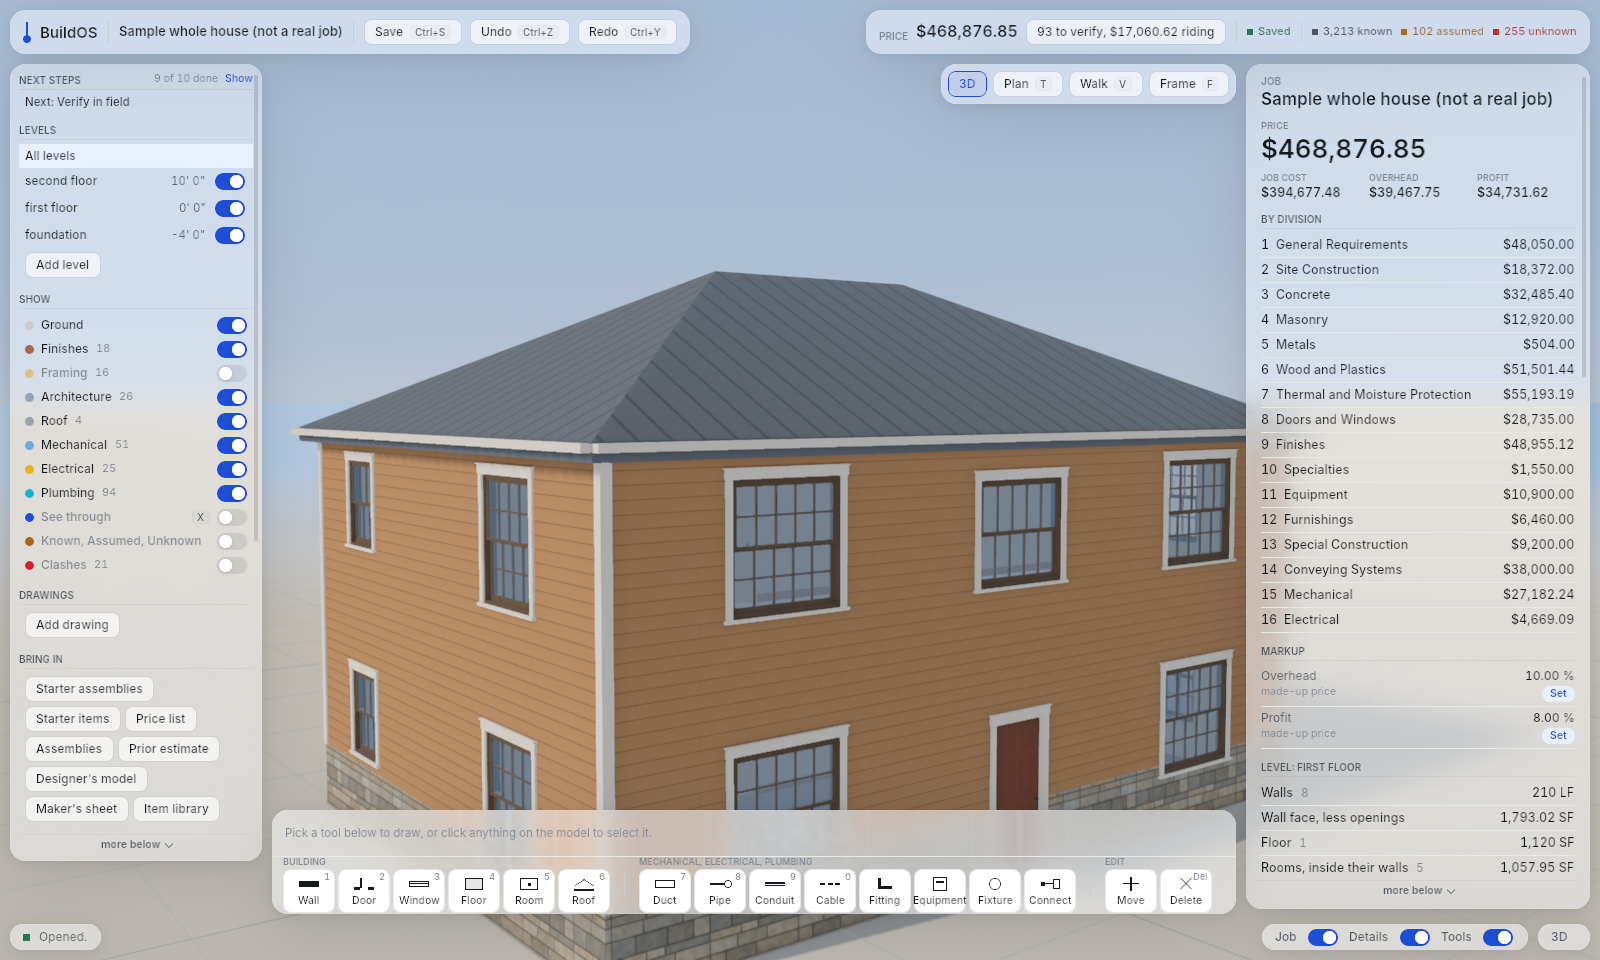 BuildOS
Sample whole house (not a real job)
Save Ctrl+S
Undo Ctrl+Z
Redo Ctrl+Y
PRICE $468,876.85
93 to verify, $17,060.62 riding
Saved
3,213 known
102 assumed
255 unknown
NEXT STEPS 9 of 10 done Show
Next: Verify in field
LEVELS
All levels
second floor 10' 0"
first floor 0' 0"
foundation -4' 0"
Add level
SHOW
Ground
Finishes 18
Framing 16
Architecture 26
Roof 4
Mechanical 51
Electrical 25
Plumbing 94
See through X
Known, Assumed, Unknown
Clashes 21
DRAWINGS
Add drawing
BRING IN
Starter assemblies
Starter items Price list
Assemblies Prior estimate
Designer's model
Maker's sheet Item library
more below
Opened.
3D
Plan T
Walk V
Frame F
Pick a tool below to draw, or click anything on the model to select it.
BUILDING
Wall 1
Door 2
Window 3
Floor 4
Room 5
Roof 6
MECHANICAL, ELECTRICAL, PLUMBING
Duct 7
Pipe 8
Conduit 9
Cable 0
Fitting
Equipment
Fixture
Connect
EDIT
Move
Delete Del
JOB
Sample whole house (not a real job)
PRICE
$468,876.85
JOB COST OVERHEAD PROFIT
$394,677.48 $39,467.75 $34,731.62
BY DIVISION
1 General Requirements $48,050.00
2 Site Construction $18,372.00
3 Concrete $32,485.40
4 Masonry $12,920.00
5 Metals $504.00
6 Wood and Plastics $51,501.44
7 Thermal and Moisture Protection $55,193.19
8 Doors and Windows $28,735.00
9 Finishes $48,955.12
10 Specialties $1,550.00
11 Equipment $10,900.00
12 Furnishings $6,460.00
13 Special Construction $9,200.00
14 Conveying Systems $38,000.00
15 Mechanical $27,182.24
16 Electrical $4,669.09
MARKUP
Overhead 10.00 %
made-up price Set
Profit 8.00 %
made-up price Set
LEVEL: FIRST FLOOR
Walls 8 210 LF
Wall face, less openings 1,793.02 SF
Floor 1 1,120 SF
Rooms, inside their walls 5 1,057.95 SF
more below
Job
Details
Tools
3D